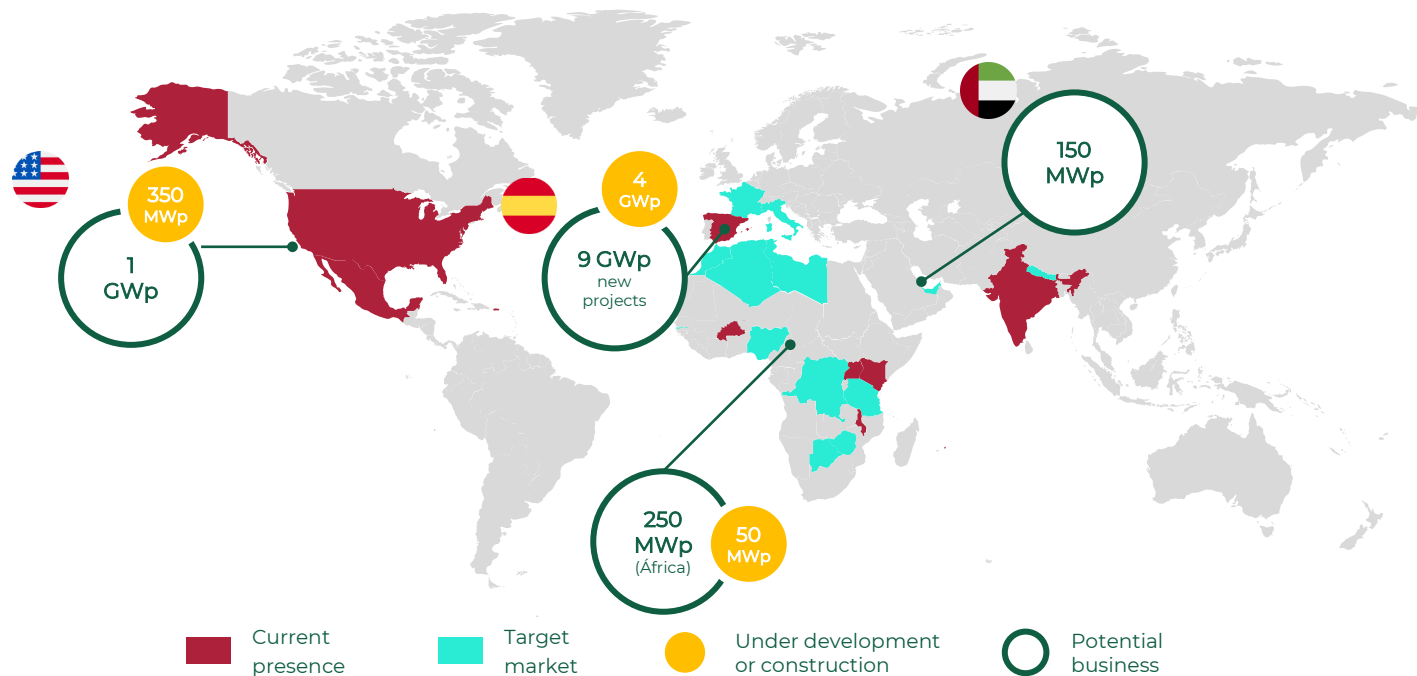 150
MWp
350
MWp
1
GWp
4
GWp
9 GWp
new
projects
250
MWp
(África)
50
MWp
Current
presence
Target
market
Under development
or construction
Potential
business